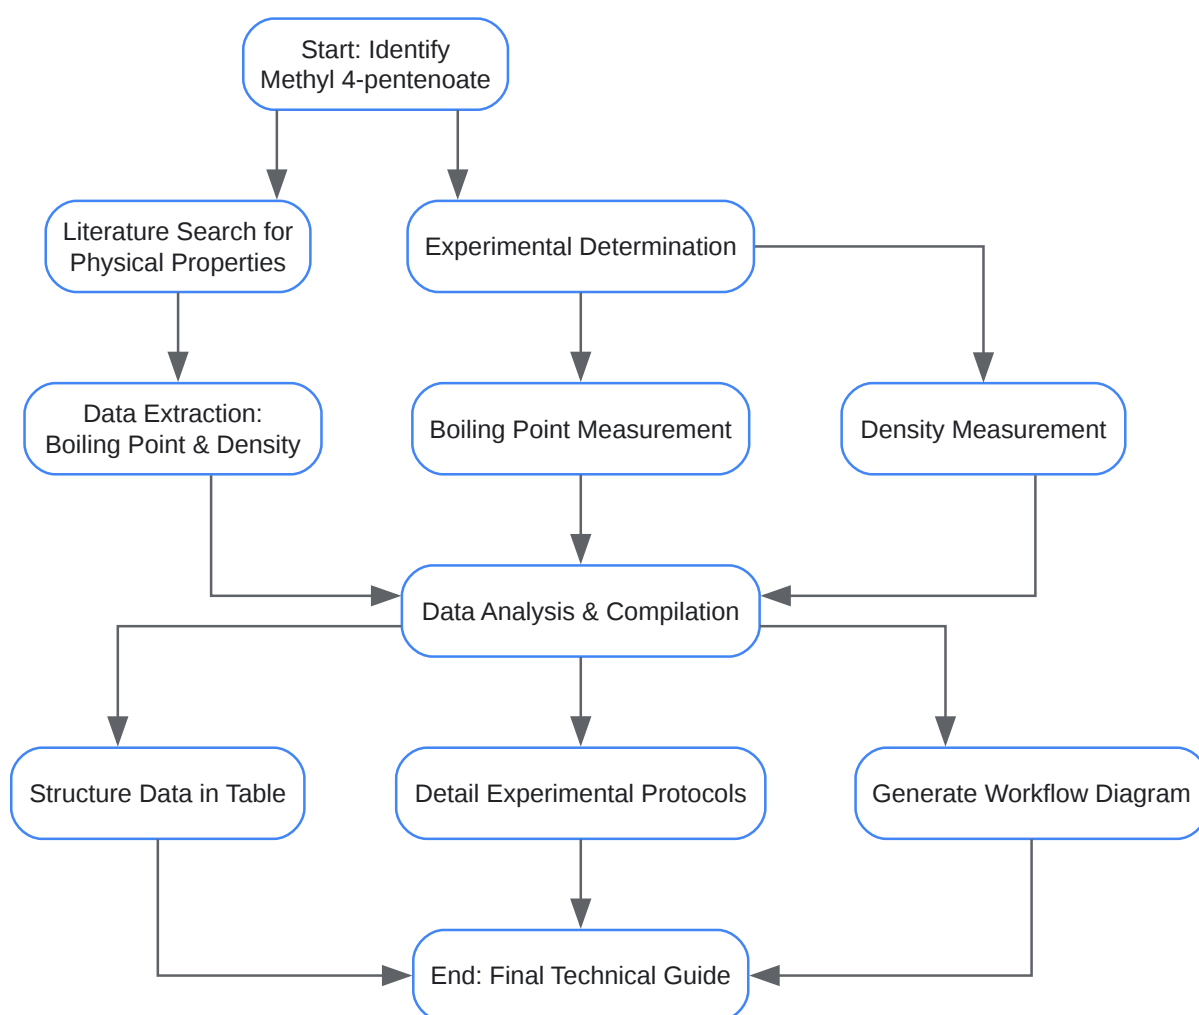 Start: Identify
Methyl 4-pentenoate
Literature Search for
Physical Properties
Experimental Determination
Data Extraction:
Boiling Point & Density
Boiling Point Measurement
Density Measurement
Data Analysis & Compilation
Structure Data in Table
Detail Experimental Protocols
Generate Workflow Diagram
End: Final Technical Guide